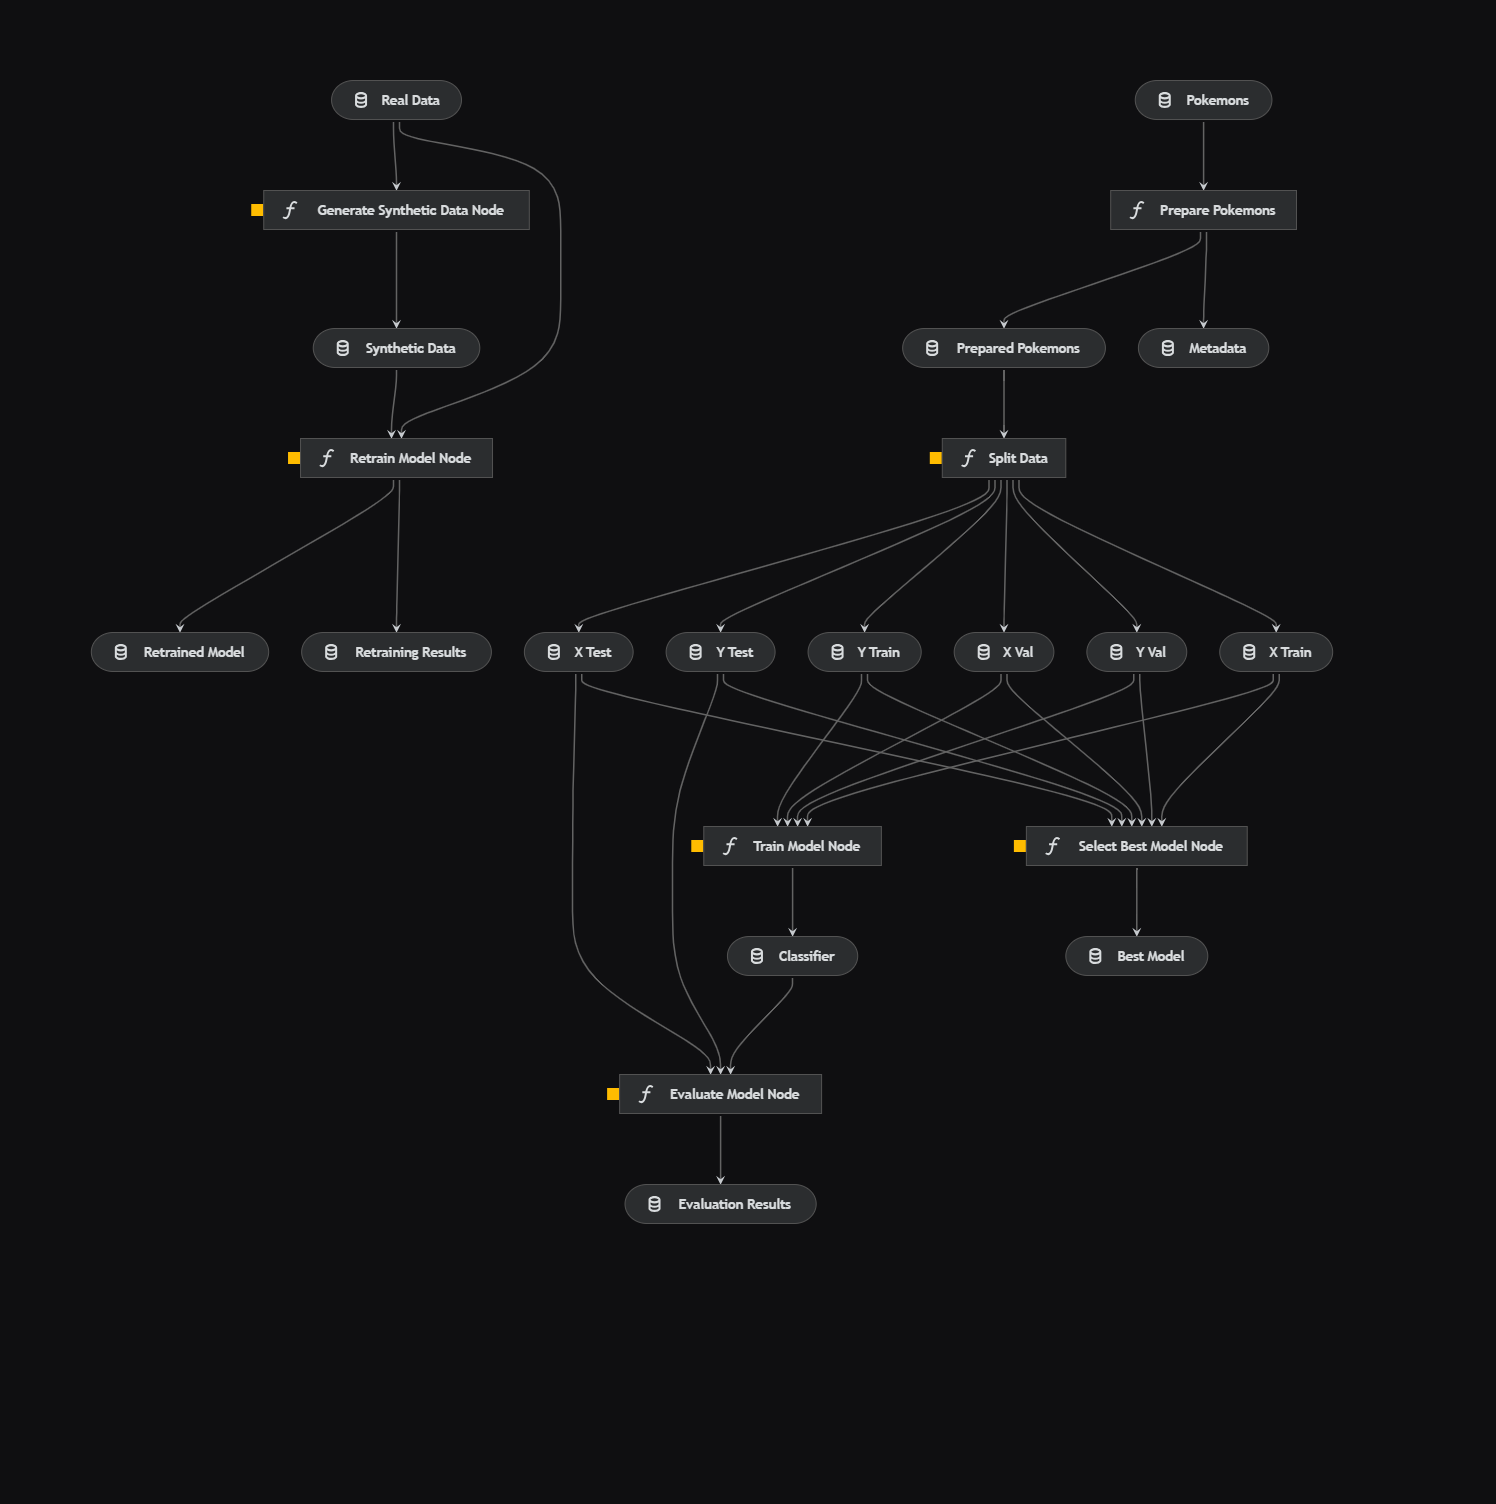 Real Data
Pokemons
Generate Synthetic Data Node
Prepare Pokemons
Synthetic Data
Prepared Pokemons
Metadata
Retrain Model Node
Split Data
Retrained Model
Retraining Results
X Test
Y Test
Y Train
X Val
Y Val
X Train
Train Model Node
Select Best Model Node
Classifier
Best Model
Evaluate Model Node
Evaluation Results